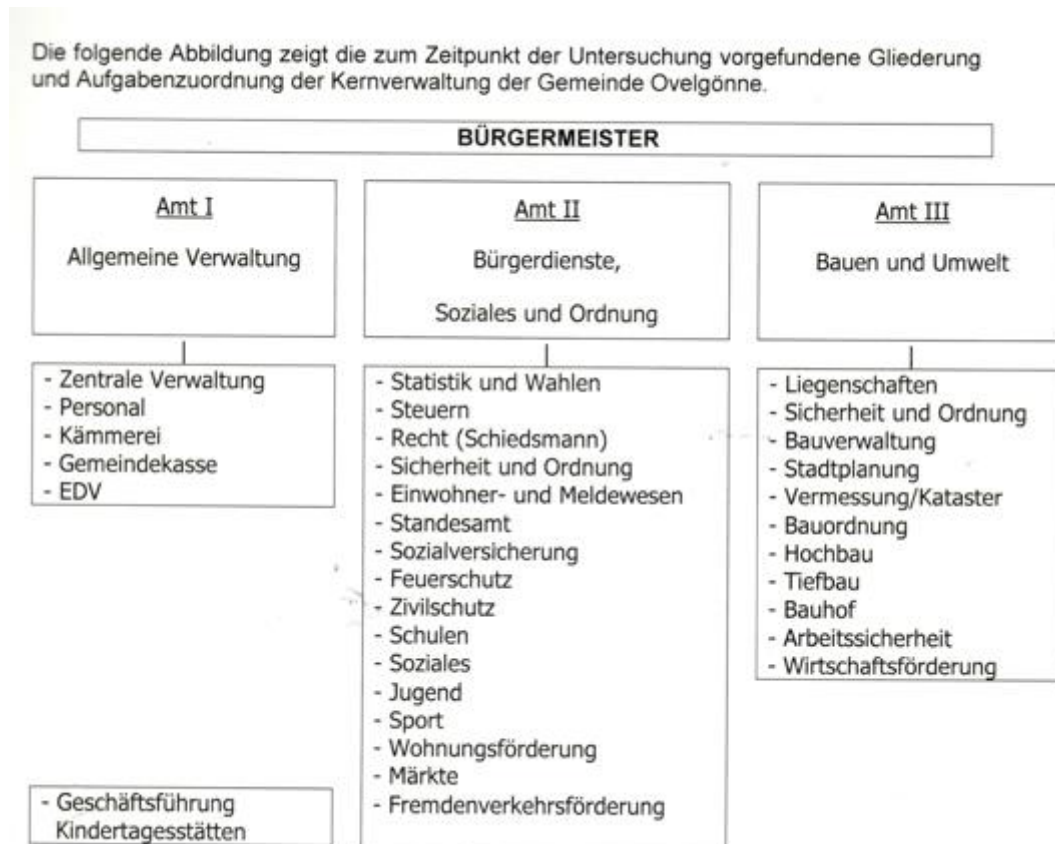 Die folgende Abbildung zeigt die zum Zeitpunkt der Untersuchung vorgefundene Gliederung
und Aufgabenzuordnung der Kernverwaltung der Gemeinde Ovelgönne.
BÜRGERMEISTER
Amt I
Allgemeine Verwaltung
- Zentrale Verwaltung
- Personal
- Kämmerei
- Gemeindekasse
- EDV
- Geschäftsführung
Kindertagesstätten
Amt II
Bürgerdienste,
Soziales und Ordnung
- Statistik und Wahlen
- Steuern
- Recht (Schiedsmann)
- Sicherheit und Ordnung
- Einwohner- und Meldewesen
- Standesamt
- Sozialversicherung
- Feuerschutz
- Zivilschutz
- Schulen
- Soziales
- Jugend
- Sport
- Wohnungsförderung
- Märkte
- Fremdenverkehrsförderung
Amt III
Bauen und Umwelt
- Liegenschaften
- Sicherheit und Ordnung
- Bauverwaltung
- Stadtplanung
- Vermessung/Kataster
- Bauordnung
- Hochbau
- Tiefbau
- Bauhof
- Arbeitssicherheit
- Wirtschaftsförderung